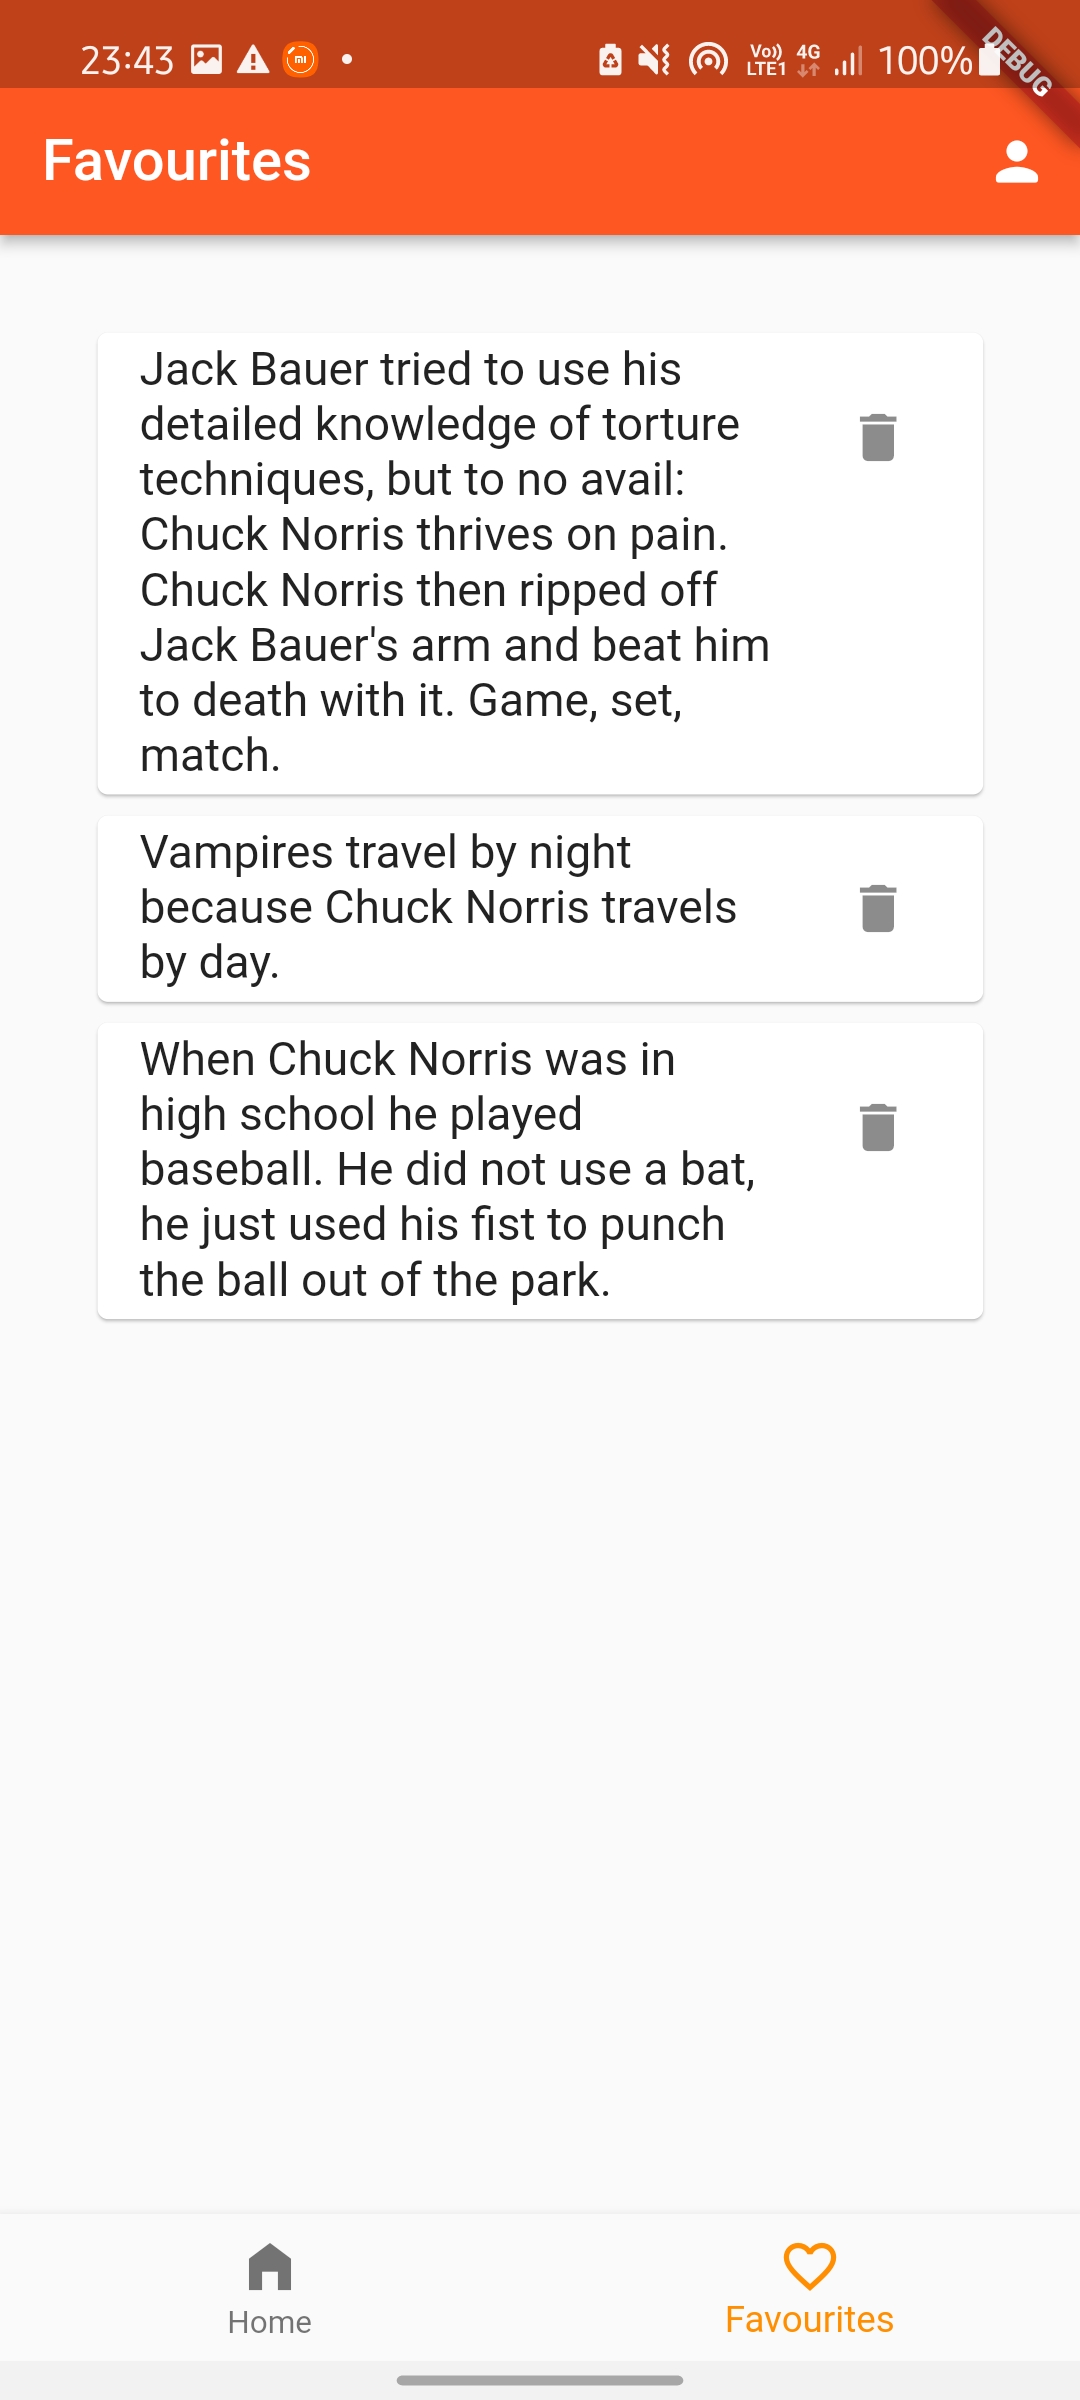 23:43
Vo))
LTE1
4G
100%
DEBUG
Favourites
Jack Bauer tried to use his
detailed knowledge of torture
techniques, but to no avail:
Chuck Norris thrives on pain.
Chuck Norris then ripped off
Jack Bauer's arm and beat him
to death with it. Game, set,
match.
Vampires travel by night
because Chuck Norris travels
by day.
When Chuck Norris was in
high school he played
baseball. He did not use a bat,
he just used his fist to punch
the ball out of the park.
Home
Favourites